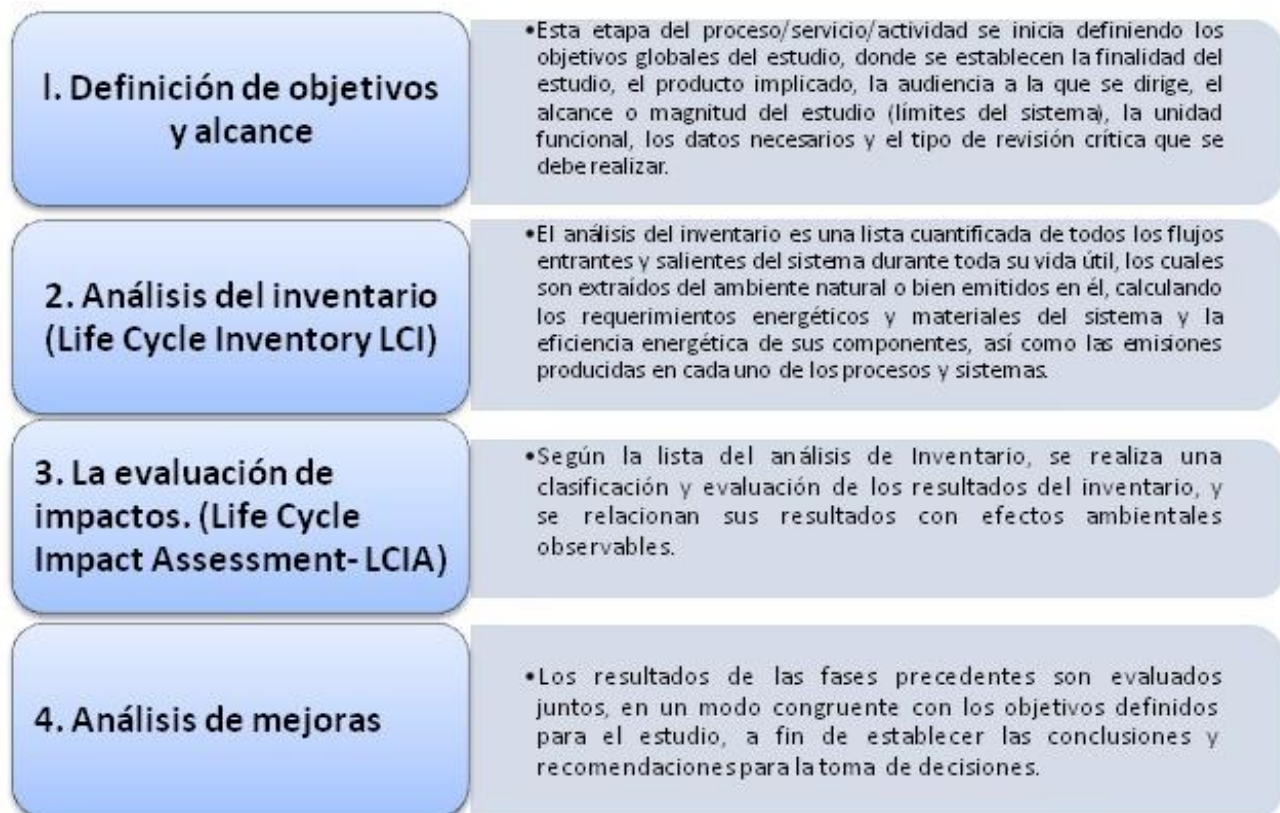 l. Definición de objetivos
y alcance
•Esta etapa del proceso/servicio/actividad se inicia definiendo los
objetivos globales del estudio, donde se establecen la finalidad del
estudio, el producto implicado, la audiencia a la que se dirige, el
alcance o magnitud del estudio (límites del sistema), la unidad
funcional, los datos necesarios y el tipo de revisión crítica que se
debe realizar.
2. Análisis del inventario
(Life Cycle Inventory LCI)
•El análisis del inventario es una lista cuantificada de todos los flujos
entrantes y salientes del sistema durante toda su vida útil, los cuales
son extraídos del ambiente natural o bien emitidos en él, calculando
los requerimientos energéticos y materiales del sistema y la
eficiencia energética de sus componentes, así como las emisiones
producidas en cada uno de los procesos y sistemas.
3. La evaluación de
impactos. (Life Cycle
Impact Assessment- LCIA)
•Según la lista del análisis de Inventario, se realiza una
clasificación y evaluación de los resultados del inventario, y
se relacionan sus resultados con efectos ambientales
observables.
4. Análisis de mejoras
•Los resultados de las fases precedentes son evaluados
juntos, en un modo congruente con los objetivos definidos
para el estudio, a fin de establecer las conclusiones y
recomendaciones para la toma de decisiones.